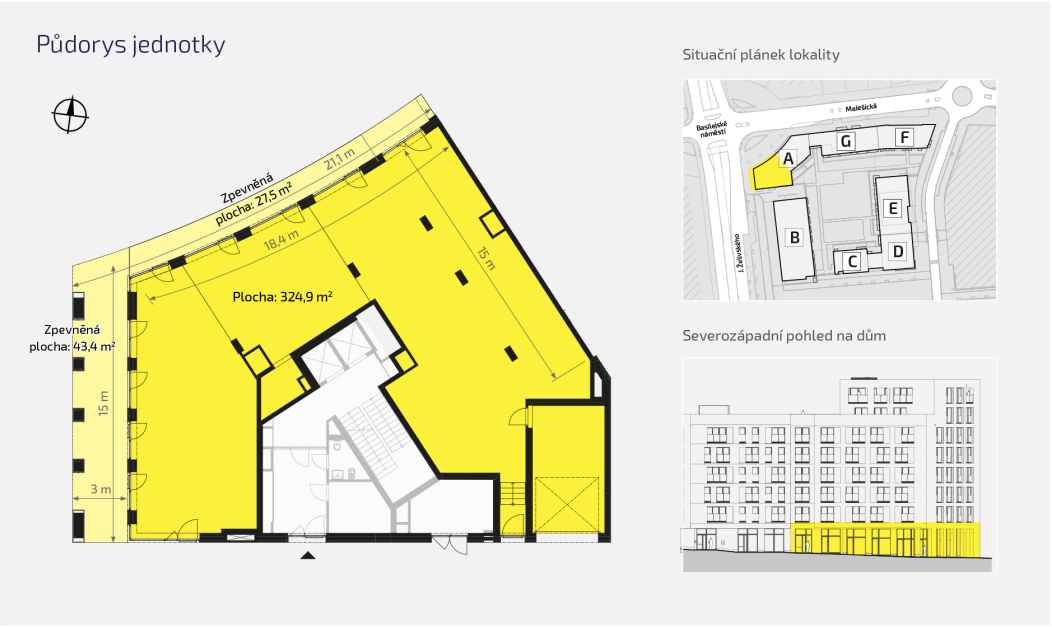 Půdorys jednotky
21,1 m
Zpevněná
plocha: 27,5 m²
18,4 m
15 m
Plocha: 324,9 m²
Zpevněná
plocha: 43,4 m²
15 m
3 m
Situační plánek lokality
Malešická
Basilejské
náměstí
G
F
A
E
B
D
C
J. Želivského
Severozápadní pohled na dům